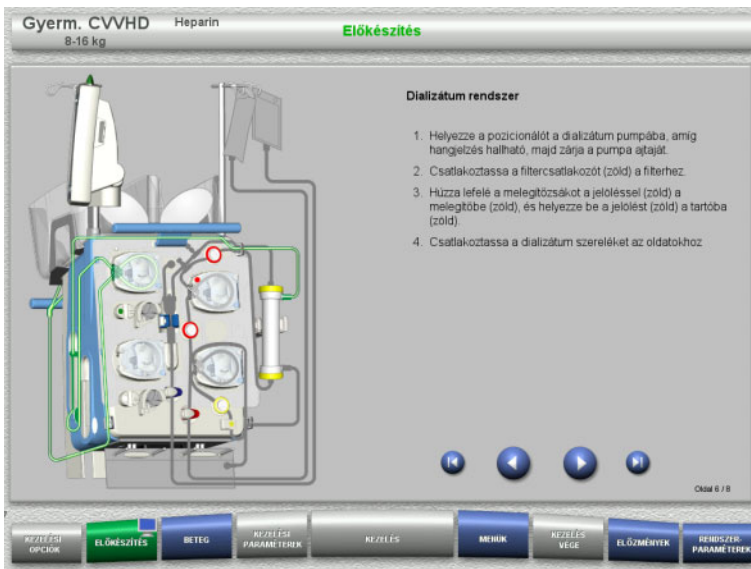 Gyerm. CVVHD Heparin
8-16 kg
Előkészítés
Dializátum rendszer
1. Helyezze a pozicionálót a dializátum pumpába, amíg
hangjelzés hallható, majd zárja a pumpa ajtaját.
2. Csatlakoztassa a filtercsatlakozót (zöld) a filterhez.
3. Húzza lefelé a melegítőzsákot a jelöléssel (zöld) a
melegítőbe (zöld), és helyezze be a jelölést (zöld) a tartóba
(zöld).
4. Csatlakoztassa a dializátum szereléket az oldatokhoz
Oldal 6 / 8
KEZELÉSI
OPCIÓK
ELŐKÉSZÍTÉS
BETEG
KEZELÉSI
PARAMÉTEREK
KEZELÉS
MENÜK
KEZELÉS
VÉGE
ELŐZMÉNYEK
RENDSZER-
PARAMÉTEREK